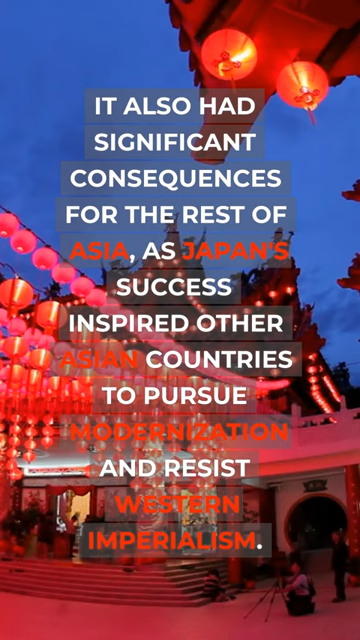 IT ALSO HAD
SIGNIFICANT
CONSEQUENCES
FOR THE REST OF
ASIA, AS JAPAN'S
SUCCESS
INSPIRED OTHER
ASIAN COUNTRIES
TO PURSUE
MODERNIZATION
AND RESIST
WESTERN
IMPERIALISM.